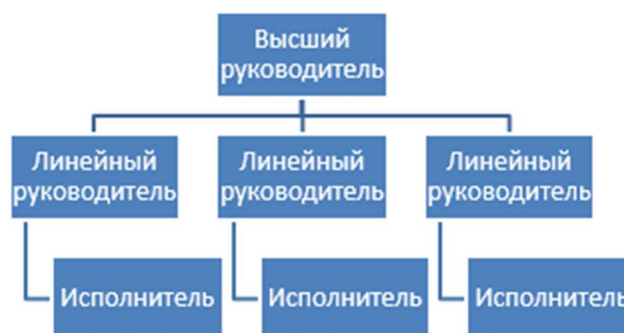 Высший
руководитель
Линейный
руководитель
Линейный
руководитель
Линейный
руководитель
Исполнитель
Исполнитель
Исполнитель